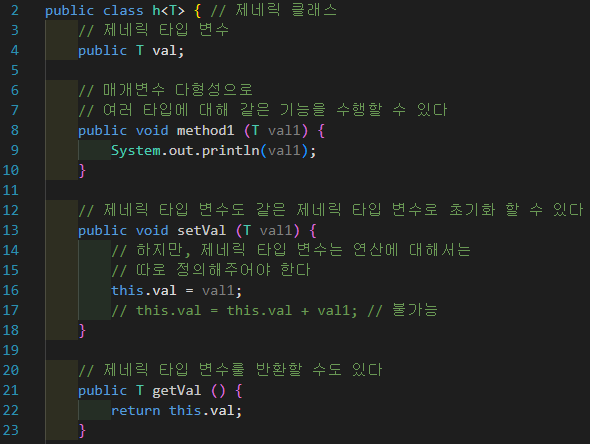 2 public class h<T> { // 제네릭 클래스
3 // 제네릭 타입 변수
4 public T val;
5
6 // 매개변수 다형성으로
7 // 여러 타입에 대해 같은 기능을 수행할 수 있다
8 public void method1 (T val1) {
9 System.out.println(val1);
10 }
11
12 // 제네릭 타입 변수도 같은 제네릭 타입 변수로 초기화 할 수 있다
13 public void setVal (T val1) {
14 // 하지만, 제네릭 타입 변수는 연산에 대해서는
15 // 따로 정의해주어야 한다
16 this.val = val1;
17 // this.val = this.val + val1; // 불가능
18 }
19
20 // 제네릭 타입 변수를 반환할 수도 있다
21 public T getVal () {
22 return this.val;
23 }